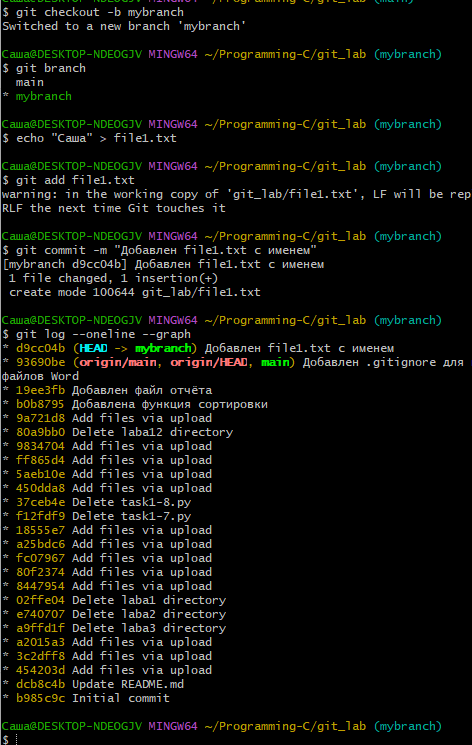 $ git checkout -b mybranch
Switched to a new branch 'mybranch'
Саша@DESKTOP-NDEOGJV MINGW64 ~/Programming-C/git_lab (mybranch)
$ git branch
main
* mybranch
Саша@DESKTOP-NDEOGJV MINGW64 ~/Programming-C/git_lab (mybranch)
$ echo "Саша" > file1.txt
Саша@DESKTOP-NDEOGJV MINGW64 ~/Programming-C/git_lab (mybranch)
$ git add file1.txt
warning: in the working copy of 'git_lab/file1.txt', LF will be rep
RLF the next time Git touches it
Саша@DESKTOP-NDEOGJV MINGW64 ~/Programming-C/git_lab (mybranch)
$ git commit -m "Добавлен file1.txt с именем"
[mybranch d9cc04b] Добавлен file1.txt с именем
1 file changed, 1 insertion(+)
create mode 100644 git_lab/file1.txt
Саша@DESKTOP-NDEOGJV MINGW64 ~/Programming-C/git_lab (mybranch)
$ git log --oneline --graph
* d9cc04b (HEAD -> mybranch) Добавлен file1.txt с именем
* 93690be (origin/main, origin/HEAD, main) Добавлен .gitignore для
файлов Word
* 19ee3fb Добавлен файл отчёта
* b0b8795 Добавлена функция сортировки
* 9a721d8 Add files via upload
* 80a9bb0 Delete laba12 directory
* 9834704 Add files via upload
* ff865d4 Add files via upload
* 5aeb10e Add files via upload
* 450dda8 Add files via upload
* 37ceb4e Delete task1-8.py
* f12fdf9 Delete task1-7.py
* 18555e7 Add files via upload
* a25bdc6 Add files via upload
* fc07967 Add files via upload
* 80f2374 Add files via upload
* 8447954 Add files via upload
* 02ffe04 Delete laba1 directory
* e740707 Delete laba2 directory
* a9ffd1f Delete laba3 directory
* a2015a3 Add files via upload
* 3c2dff8 Add files via upload
* 454203d Add files via upload
* dcb8c4b Update README.md
* b985c9c Initial commit
Саша@DESKTOP-NDEOGJV MINGW64 ~/Programming-C/git_lab (mybranch)
$